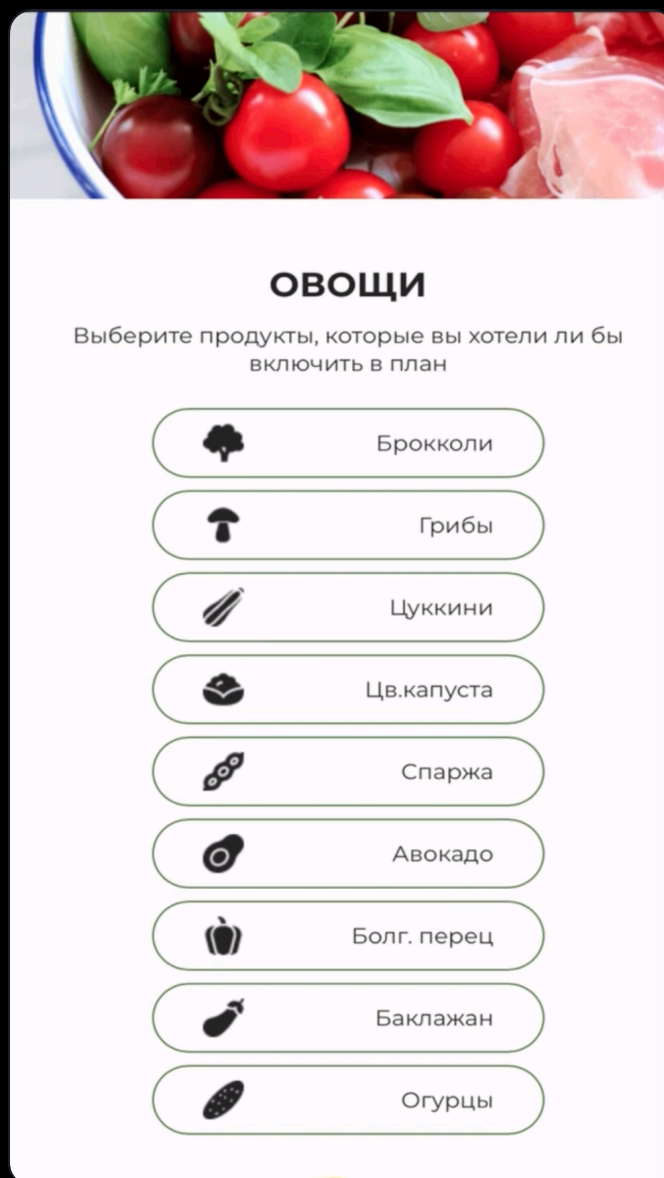 ОВОЩИ
Выберите продукты, которые вы хотели ли бы
включить в план
Брокколи
Грибы
Цуккини
Цв.капуста
Спаржа
Авокадо
Болг. перец
Баклажан
Огурцы